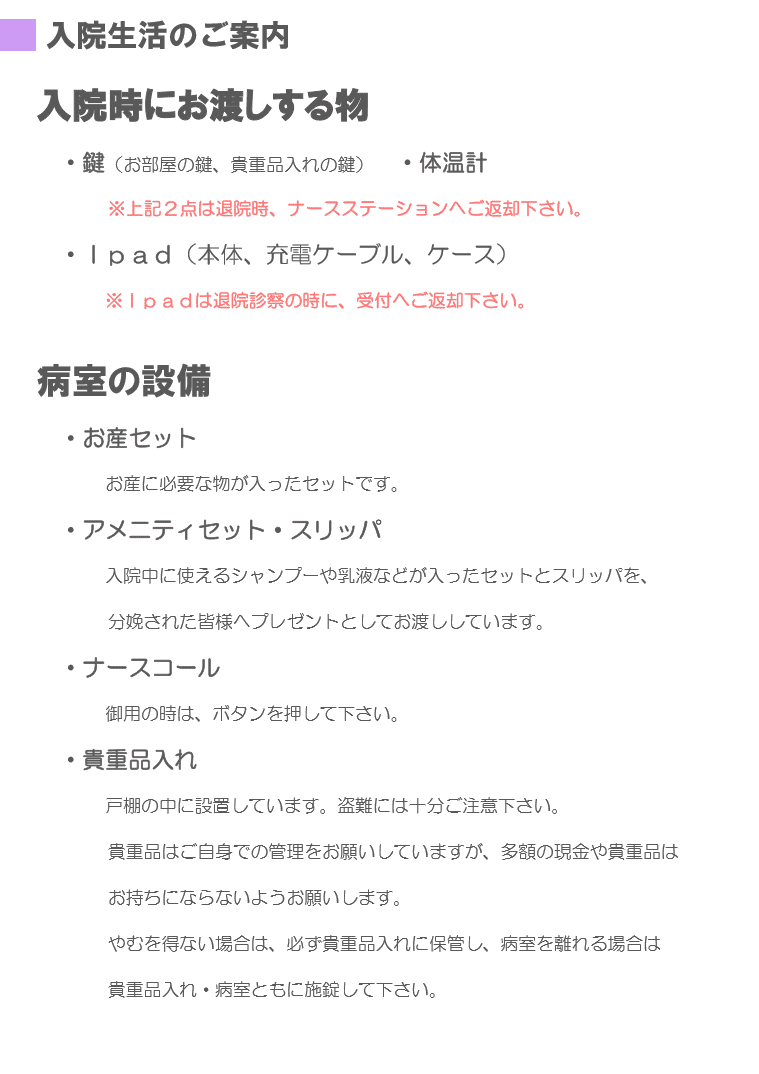 入院生活のご案内
入院時にお渡しする物
・鍵（お部屋の鍵、貴重品入れの鍵）　・体温計
※上記２点は退院時、ナースステーションへご返却下さい。
・Ｉｐａｄ（本体、充電ケーブル、ケース）
※Ｉｐａｄは退院診察の時に、受付へご返却下さい。
病室の設備
・お産セット
お産に必要な物が入ったセットです。
・アメニティセット・スリッパ
入院中に使えるシャンプーや乳液などが入ったセットとスリッパを、
分娩された皆様へプレゼントとしてお渡ししています。
・ナースコール
御用の時は、ボタンを押して下さい。
・貴重品入れ
戸棚の中に設置しています。盗難には十分ご注意下さい。
貴重品はご自身での管理をお願いしていますが、多額の現金や貴重品は
お持ちにならないようお願いします。
やむを得ない場合は、必ず貴重品入れに保管し、病室を離れる場合は
貴重品入れ・病室ともに施錠して下さい。